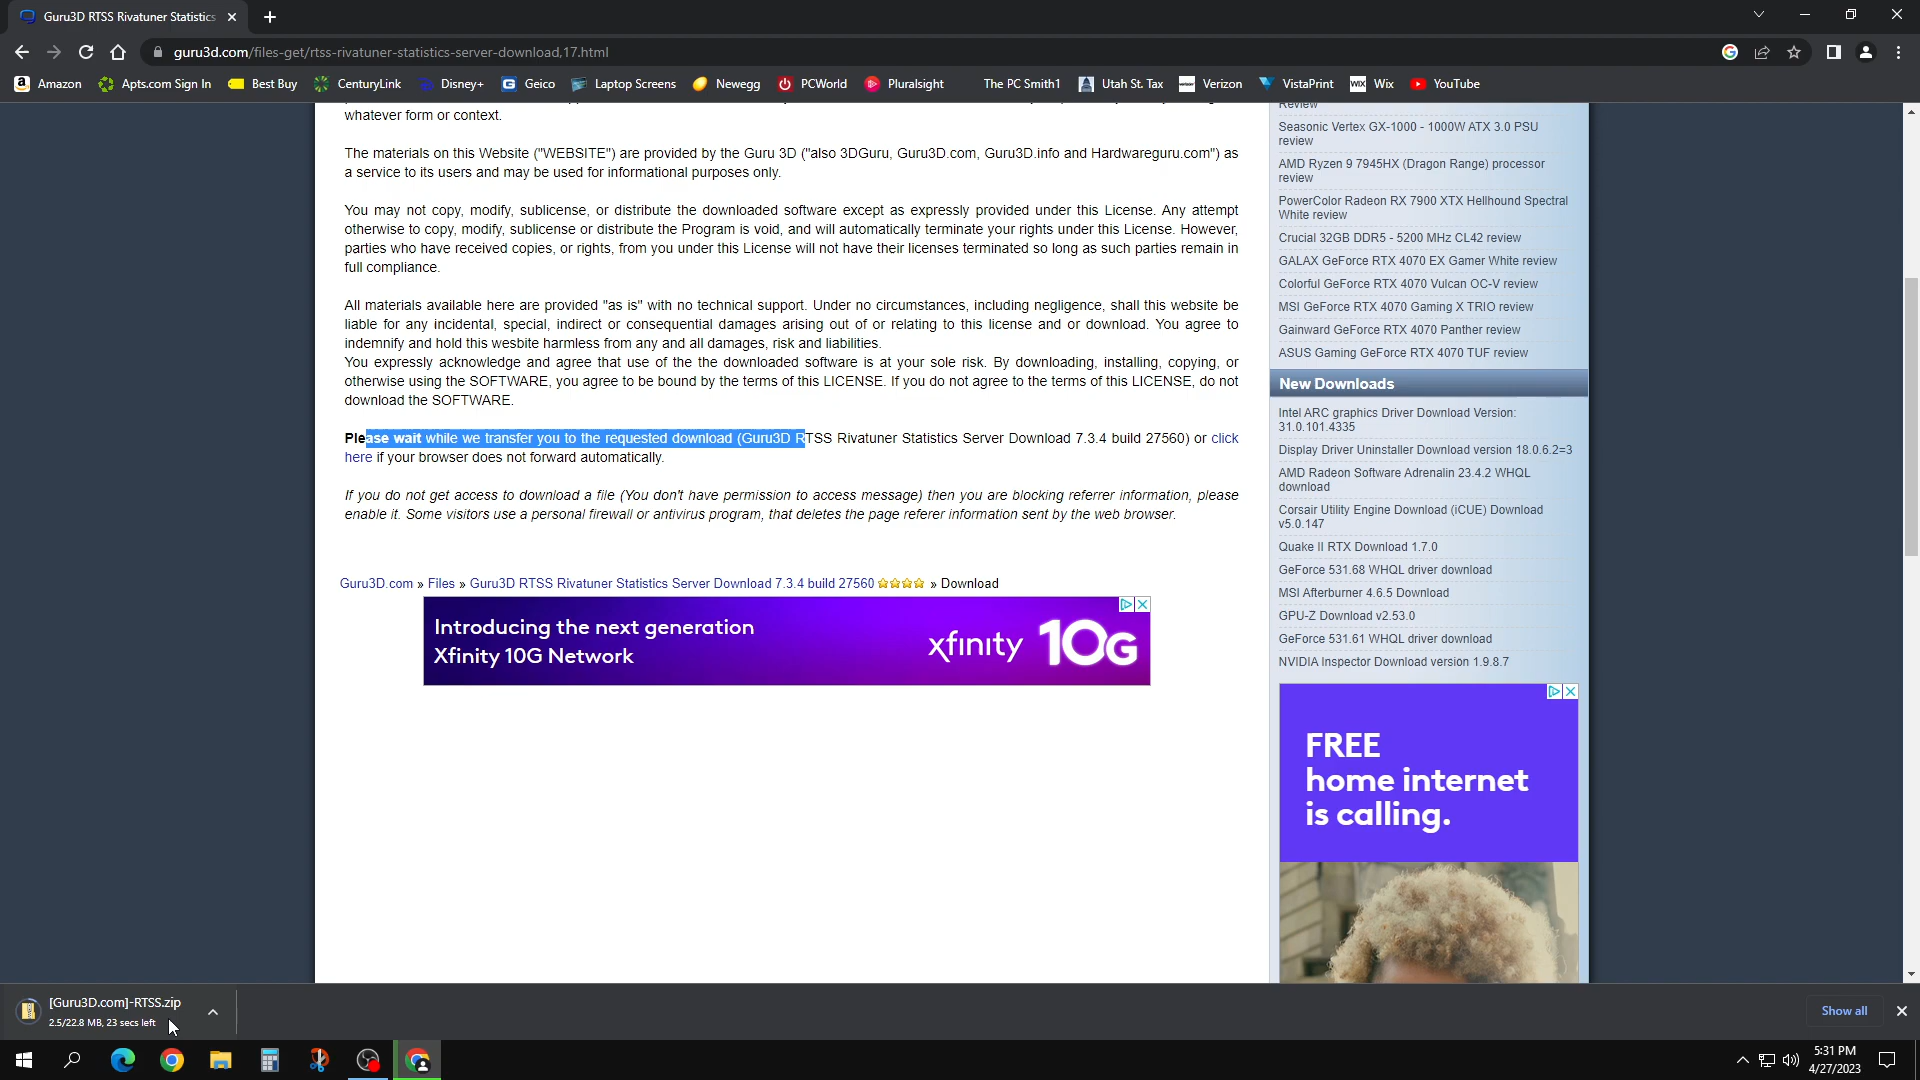 Guru3D RTSS Rivatuner Statistics
guru3d.com/files-get/rtss-rivatuner-statistics-server-download,17.html
Amazon
Apts.com Sign In
Best Buy
CenturyLink
Disney+
Geico
Laptop Screens
Newegg
PCWorld
Pluralsight
The PC Smith1
Utah St. Tax
Verizon
VistaPrint
Wix
YouTube
whatever form or context.
The materials on this Website ("WEBSITE") are provided by the Guru 3D ("also 3DGuru, Guru3D.com, Guru3D.info and Hardwareguru.com") as
a service to its users and may be used for informational purposes only.
You may not copy, modify, sublicense, or distribute the downloaded software except as expressly provided under this License. Any attempt
otherwise to copy, modify, sublicense or distribute the Program is void, and will automatically terminate your rights under this License. However,
parties who have received copies, or rights, from you under this License will not have their licenses terminated so long as such parties remain in
full compliance.
All materials available here are provided "as is" with no technical support. Under no circumstances, including negligence, shall this website be
liable for any incidental, special, indirect or consequential damages arising out of or relating to this license and or download. You agree to
indemnify and hold this wesbite harmless from any and all damages, risk and liabilities.
You expressly acknowledge and agree that use of the the downloaded software is at your sole risk. By downloading, installing, copying, or
otherwise using the SOFTWARE, you agree to be bound by the terms of this LICENSE. If you do not agree to the terms of this LICENSE, do not
download the SOFTWARE.
Please wait while we transfer you to the requested download (Guru3D RTSS Rivatuner Statistics Server Download 7.3.4 build 27560) or click
here if your browser does not forward automatically.
If you do not get access to download a file (You don't have permission to access message) then you are blocking referrer information, please
enable it. Some visitors use a personal firewall or antivirus program, that deletes the page referer information sent by the web browser.
Guru3D.com » Files » Guru3D RTSS Rivatuner Statistics Server Download 7.3.4 build 27560 » Download
Introducing the next generation
Xfinity 10G Network
xfinity 10G
Review
Seasonic Vertex GX-1000 - 1000W ATX 3.0 PSU
review
AMD Ryzen 9 7945HX (Dragon Range) processor
review
PowerColor Radeon RX 7900 XTX Hellhound Spectral
White review
Crucial 32GB DDR5 - 5200 MHz CL42 review
GALAX GeForce RTX 4070 EX Gamer White review
Colorful GeForce RTX 4070 Vulcan OC-V review
MSI GeForce RTX 4070 Gaming X TRIO review
Gainward GeForce RTX 4070 Panther review
ASUS Gaming GeForce RTX 4070 TUF review
New Downloads
Intel ARC graphics Driver Download Version:
31.0.101.4335
Display Driver Uninstaller Download version 18.0.6.2=3
AMD Radeon Software Adrenalin 23.4.2 WHQL
download
Corsair Utility Engine Download (iCUE) Download
v5.0.147
Quake II RTX Download 1.7.0
GeForce 531.68 WHQL driver download
MSI Afterburner 4.6.5 Download
GPU-Z Download v2.53.0
GeForce 531.61 WHQL driver download
NVIDIA Inspector Download version 1.9.8.7
FREE
home internet
is calling.
[Guru3D.com]-RTSS.zip
2.5/22.8 MB, 23 secs left
Show all
5:31 PM
4/27/2023